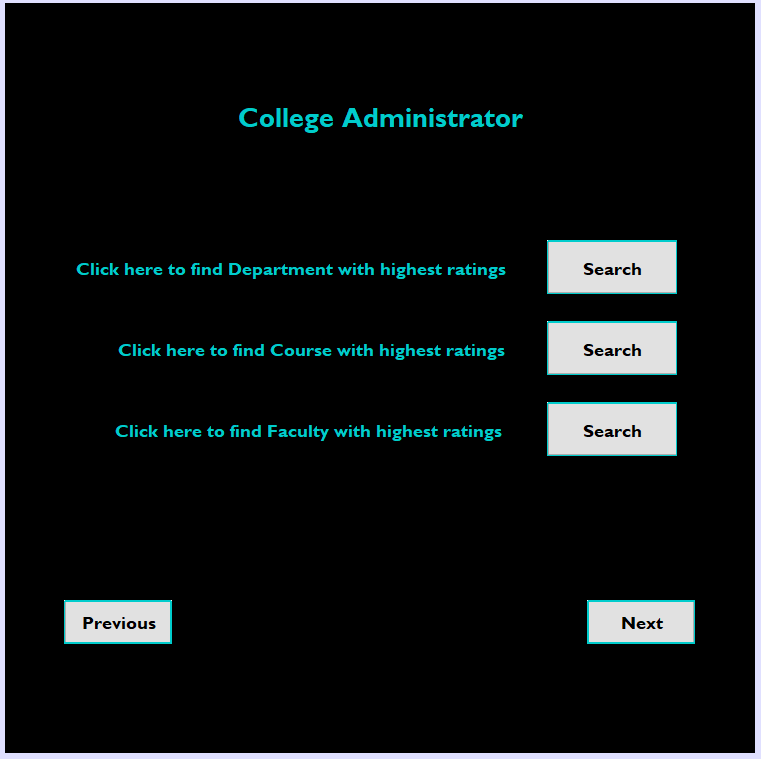 College Administrator
Click here to find Department with highest ratings Search
Click here to find Course with highest ratings Search
Click here to find Faculty with highest ratings Search
Previous Next